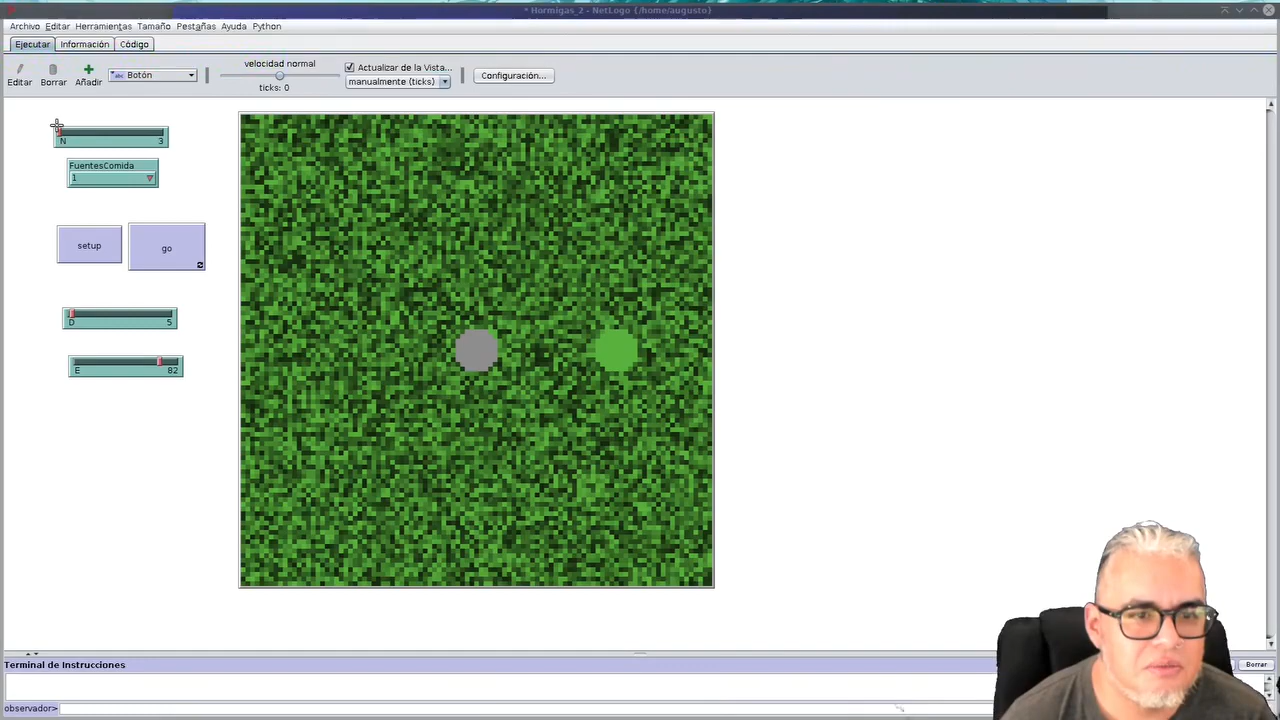 * Hormigas_2 - NetLogo {/home/augusto}
Archivo Editar Herramientas Tamaño Pestañas Ayuda Python
Ejecutar Información Código
Editar Borrar Añadir
abc Botón
velocidad normal
ticks: 0
Actualizar de la Vista...
manualmente (ticks)
Configuración...
N 3
FuentesComida
1
setup
go
D 5
E 82
Terminal de Instrucciones
Borrar
observador>